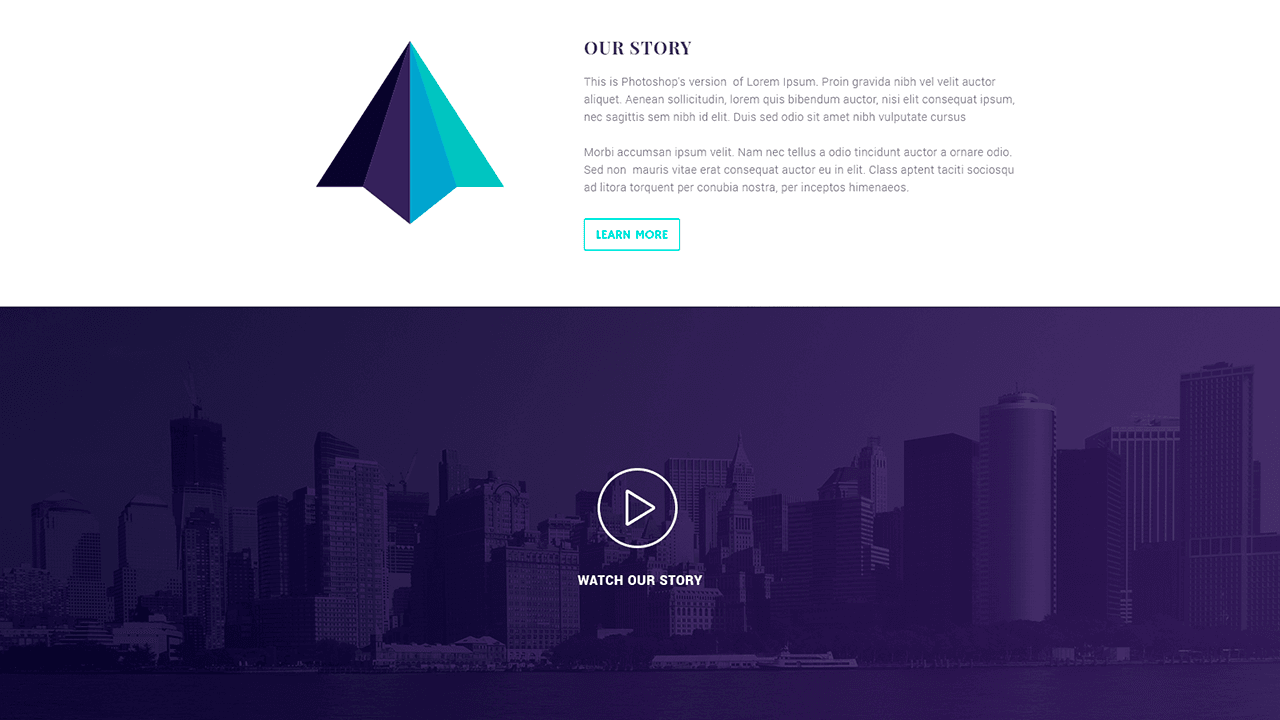 OUR STORY
This is Photoshop's version  of Lorem Ipsum. Proin gravida nibh vel velit auctor
aliquet. Aenean sollicitudin, lorem quis bibendum auctor, nisi elit consequat ipsum,
nec sagittis sem nibh id elit. Duis sed odio sit amet nibh vulputate cursus
Morbi accumsan ipsum velit. Nam nec tellus a odio tincidunt auctor a ornare odio.
Sed non  mauris vitae erat consequat auctor eu in elit. Class aptent taciti sociosqu
ad litora torquent per conubia nostra, per inceptos himenaeos.
LEARN MORE
WATCH OUR STORY